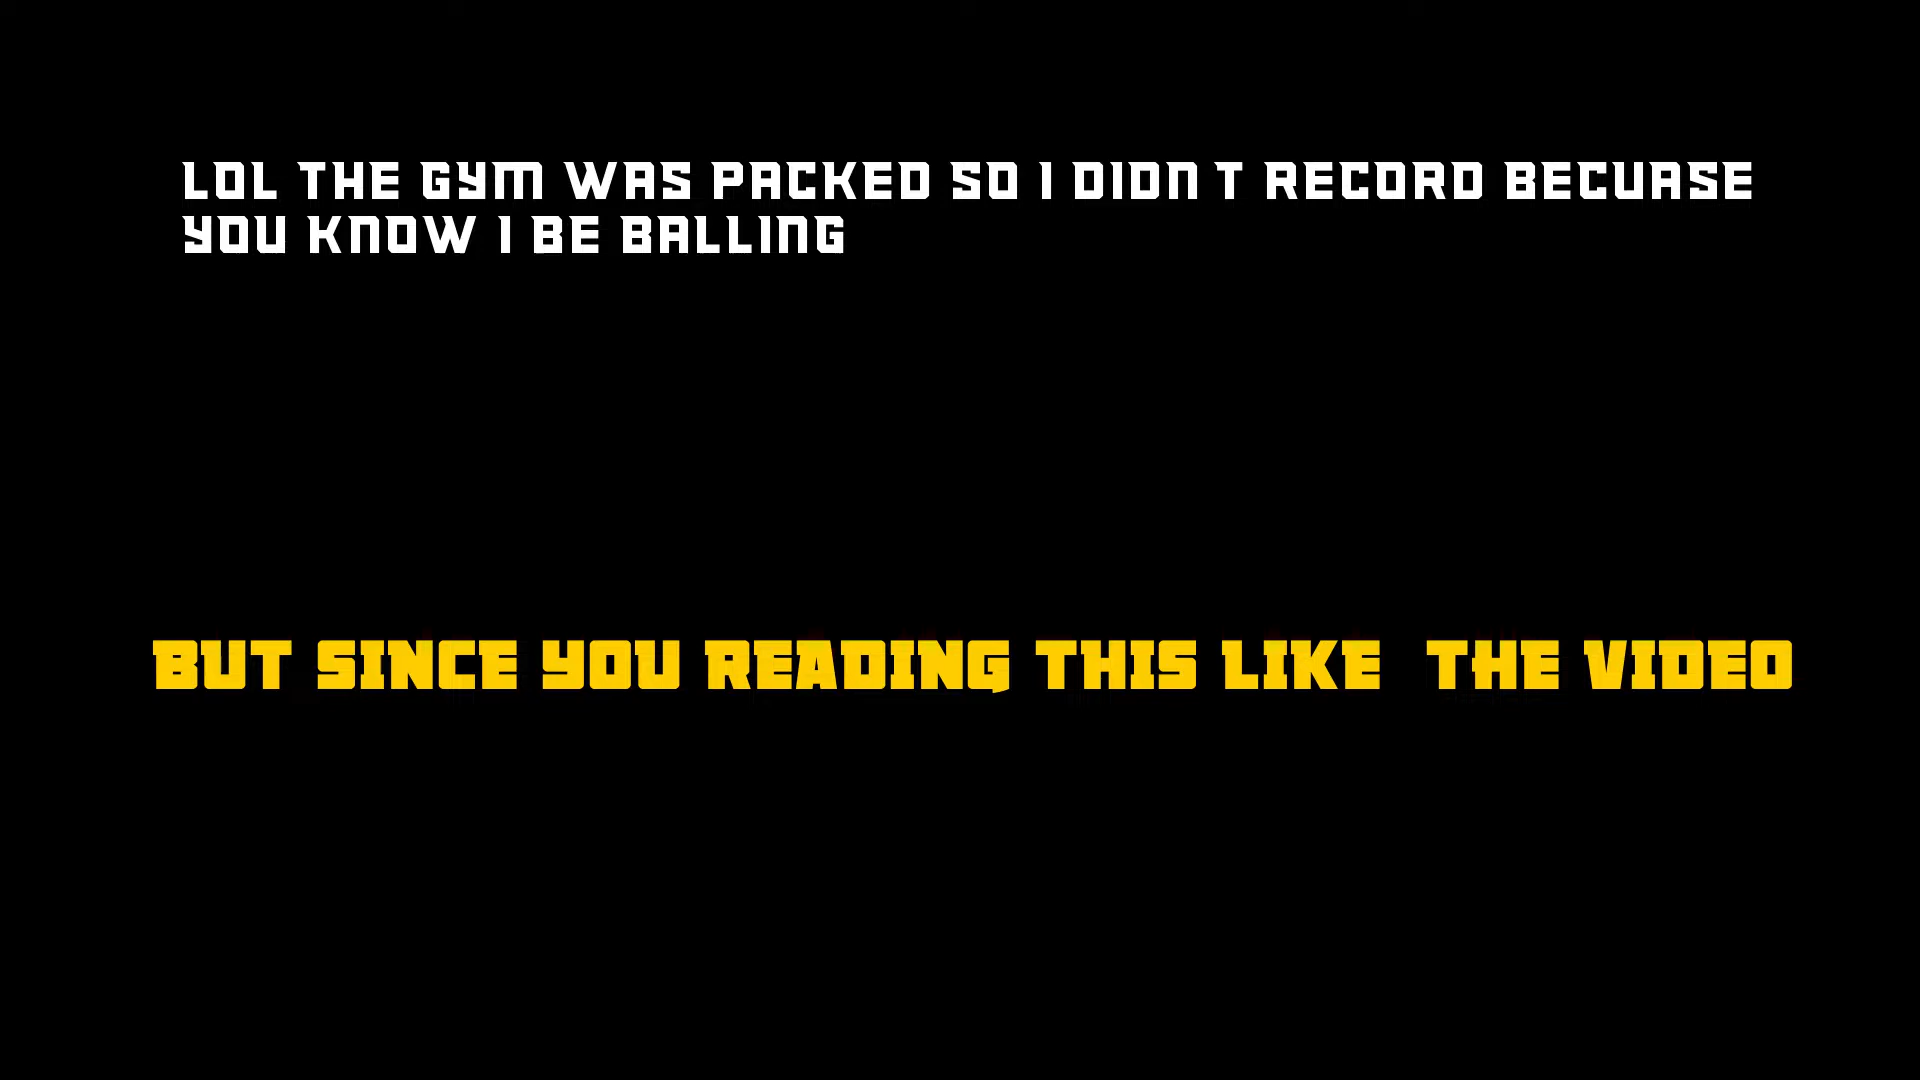 LOL THE GYM WAS PACKED SO I DIDN T RECORD BECUASE
YOU KNOW I BE BALLING
BUT SINCE YOU READING THIS LIKE  THE VIDEO